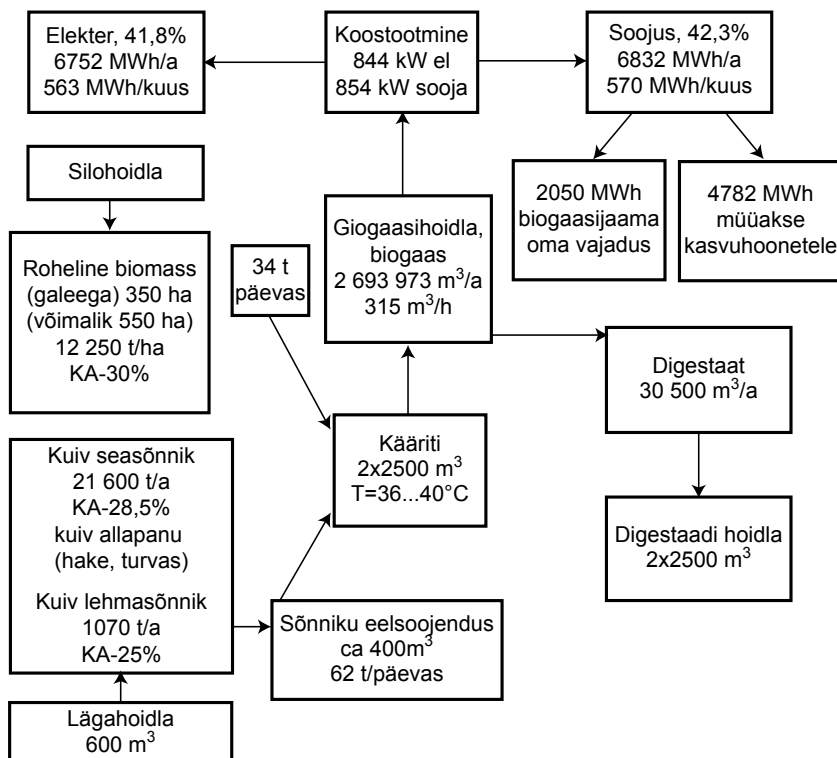 Elekter, 41,8%
6752 MWh/a
563 MWh/kuus
Koostootmine
844 kW el
854 kW sooja
Soojus, 42,3%
6832 MWh/a
570 MWh/kuus
Silohoidla
2050 MWh
biogaasijaama
oma vajadus
4782 MWh
müüakse
kasvuhoonetele
Giogaasihoidla,
biogaas
2 693 973 m³/a
315 m³/h
34 t
päevas
Roheline biomass
(galeega) 350 ha
(võimalik 550 ha)
12 250 t/ha
KA-30%
Digestaat
30 500 m³/a
Kääriti
2x2500 m³
T=36...40°C
Kuiv seasõnnik
21 600 t/a
KA-28,5%
kuiv allapanu
(hake, turvas)
Kuiv lehmasõnnik
1070 t/a
KA-25%
Digestaadi hoidla
2x2500 m³
Sõnniku eelsoojendus
ca 400m³
62 t/päevas
Lägahoidla
600 m³